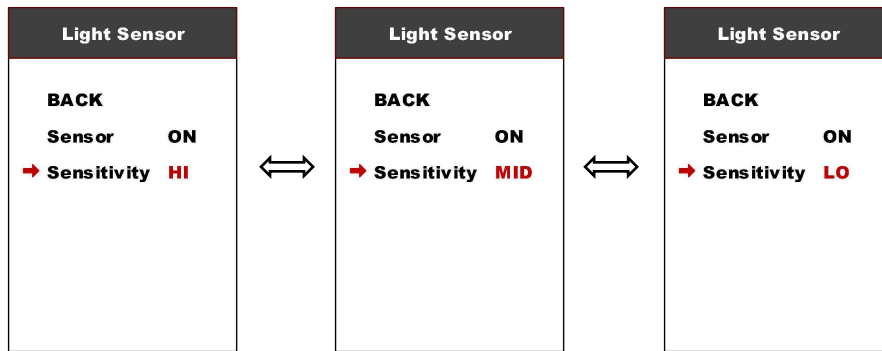 Light Sensor
BACK
Sensor ON
Sensitivity HI
Light Sensor
BACK
Sensor ON
Sensitivity MID
Light Sensor
BACK
Sensor ON
Sensitivity LO